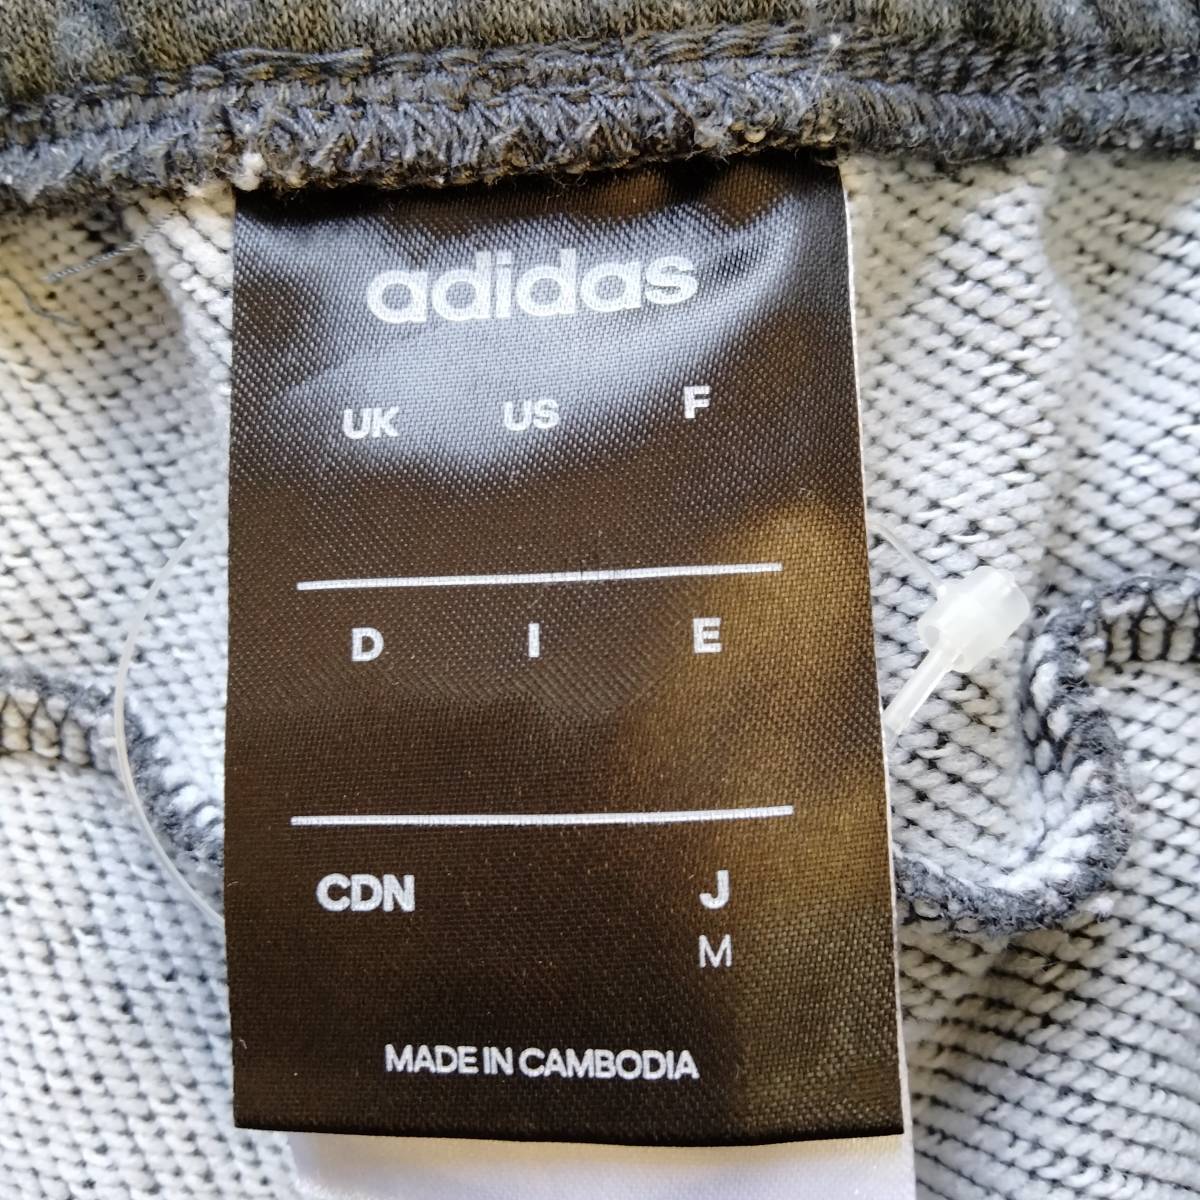 adidas
UK US F
D I E
CDN J
M
MADE IN CAMBODIA